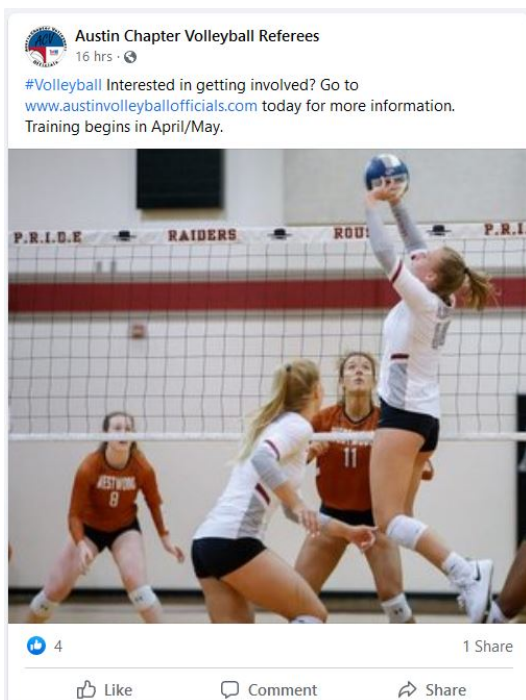 Austin Chapter Volleyball Referees
16 hrs ·
#Volleyball Interested in getting involved? Go to
www.austinvolleyballofficials.com today for more information.
Training begins in April/May.
P.R.I.D.E RAIDERS ROU P.R.I.
WESTWOOD
8
11
4
1 Share
Like Comment Share